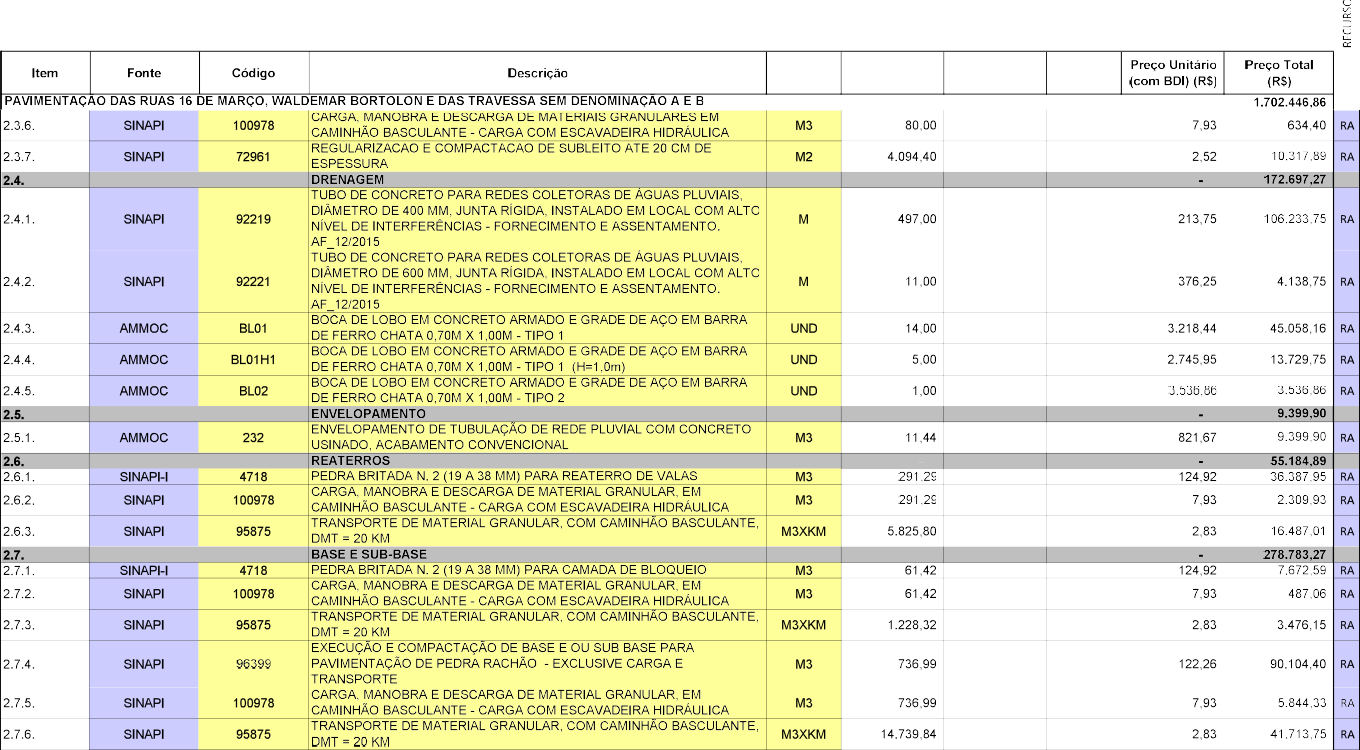 RECURSO
Item Fonte Código Descrição Preço Unitário (com BDI) (R$) Preço Total (R$)
PAVIMENTAÇÃO DAS RUAS 16 DE MARÇO, WALDEMAR BORTOLON E DAS TRAVESSA SEM DENOMINAÇÃO A E B 1.702.446,86
2.3.6. SINAPI 100978 CARGA, MANOBRA E DESCARGA DE MATERIAIS GRANULARES EM
CAMINHÃO BASCULANTE - CARGA COM ESCAVADEIRA HIDRÁULICA M3 80,00 7,93 634,40 RA
2.3.7. SINAPI 72961 REGULARIZACAO E COMPACTACAO DE SUBLEITO ATE 20 CM DE
ESPESSURA M2 4.094,40 2,52 10.317,89 RA
2.4. DRENAGEM - 172.697,27
2.4.1. SINAPI 92219 TUBO DE CONCRETO PARA REDES COLETORAS DE ÁGUAS PLUVIAIS,
DIÂMETRO DE 400 MM, JUNTA RÍGIDA, INSTALADO EM LOCAL COM ALTO
NÍVEL DE INTERFERÊNCIAS - FORNECIMENTO E ASSENTAMENTO.
AF_12/2015 M 497,00 213,75 106.233,75 RA
2.4.2. SINAPI 92221 TUBO DE CONCRETO PARA REDES COLETORAS DE ÁGUAS PLUVIAIS,
DIÂMETRO DE 600 MM, JUNTA RÍGIDA, INSTALADO EM LOCAL COM ALTO
NÍVEL DE INTERFERÊNCIAS - FORNECIMENTO E ASSENTAMENTO.
AF_12/2015 M 11,00 376,25 4.138,75 RA
2.4.3. AMMOC BL01 BOCA DE LOBO EM CONCRETO ARMADO E GRADE DE AÇO EM BARRA
DE FERRO CHATA 0,70M X 1,00M - TIPO 1 UND 14,00 3.218,44 45.058,16 RA
2.4.4. AMMOC BL01H1 BOCA DE LOBO EM CONCRETO ARMADO E GRADE DE AÇO EM BARRA
DE FERRO CHATA 0,70M X 1,00M - TIPO 1 (H=1,0m) UND 5,00 2.745,95 13.729,75 RA
2.4.5. AMMOC BL02 BOCA DE LOBO EM CONCRETO ARMADO E GRADE DE AÇO EM BARRA
DE FERRO CHATA 0,70M X 1,00M - TIPO 2 UND 1,00 3.536,86 3.536,86 RA
2.5. ENVELOPAMENTO - 9.399,90
2.5.1. AMMOC 232 ENVELOPAMENTO DE TUBULAÇÃO DE REDE PLUVIAL COM CONCRETO
USINADO, ACABAMENTO CONVENCIONAL M3 11,44 821,67 9.399,90 RA
2.6. REATERROS - 55.184,89
2.6.1. SINAPI-I 4718 PEDRA BRITADA N. 2 (19 A 38 MM) PARA REATERRO DE VALAS M3 291,29 124,92 36.387,95 RA
2.6.2. SINAPI 100978 CARGA, MANOBRA E DESCARGA DE MATERIAL GRANULAR, EM
CAMINHÃO BASCULANTE - CARGA COM ESCAVADEIRA HIDRÁULICA M3 291,29 7,93 2.309,93 RA
2.6.3. SINAPI 95875 TRANSPORTE DE MATERIAL GRANULAR, COM CAMINHÃO BASCULANTE,
DMT = 20 KM M3XKM 5.825,80 2,83 16.487,01 RA
2.7. BASE E SUB-BASE - 278.783,27
2.7.1. SINAPI-I 4718 PEDRA BRITADA N. 2 (19 A 38 MM) PARA CAMADA DE BLOQUEIO M3 61,42 124,92 7.672,59 RA
2.7.2. SINAPI 100978 CARGA, MANOBRA E DESCARGA DE MATERIAL GRANULAR, EM
CAMINHÃO BASCULANTE - CARGA COM ESCAVADEIRA HIDRÁULICA M3 61,42 7,93 487,06 RA
2.7.3. SINAPI 95875 TRANSPORTE DE MATERIAL GRANULAR, COM CAMINHÃO BASCULANTE,
DMT = 20 KM M3XKM 1.228,32 2,83 3.476,15 RA
2.7.4. SINAPI 96399 EXECUÇÃO E COMPACTAÇÃO DE BASE E OU SUB BASE PARA
PAVIMENTAÇÃO DE PEDRA RACHÃO - EXCLUSIVE CARGA E
TRANSPORTE M3 736,99 122,26 90.104,40 RA
2.7.5. SINAPI 100978 CARGA, MANOBRA E DESCARGA DE MATERIAL GRANULAR, EM
CAMINHÃO BASCULANTE - CARGA COM ESCAVADEIRA HIDRÁULICA M3 736,99 7,93 5.844,33 RA
2.7.6. SINAPI 95875 TRANSPORTE DE MATERIAL GRANULAR, COM CAMINHÃO BASCULANTE,
DMT = 20 KM M3XKM 14.739,84 2,83 41.713,75 RA